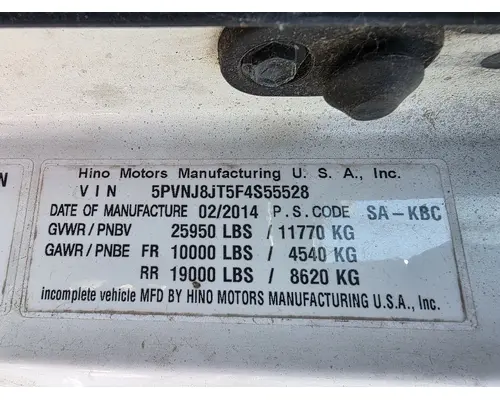 N
Hino Motors Manufacturing U. S. A., Inc.
VIN 5PVNJ8JT5F4S55528
DATE OF MANUFACTURE 02/2014 P.S. CODE SA-KBC
GVWR/PNBV 25950 LBS / 11770 KG
GAWR/PNBE FR 10000 LBS / 4540 KG
RR 19000 LBS / 8620 KG
incomplete vehicle MFD BY HINO MOTORS MANUFACTURING U.S.A., Inc.